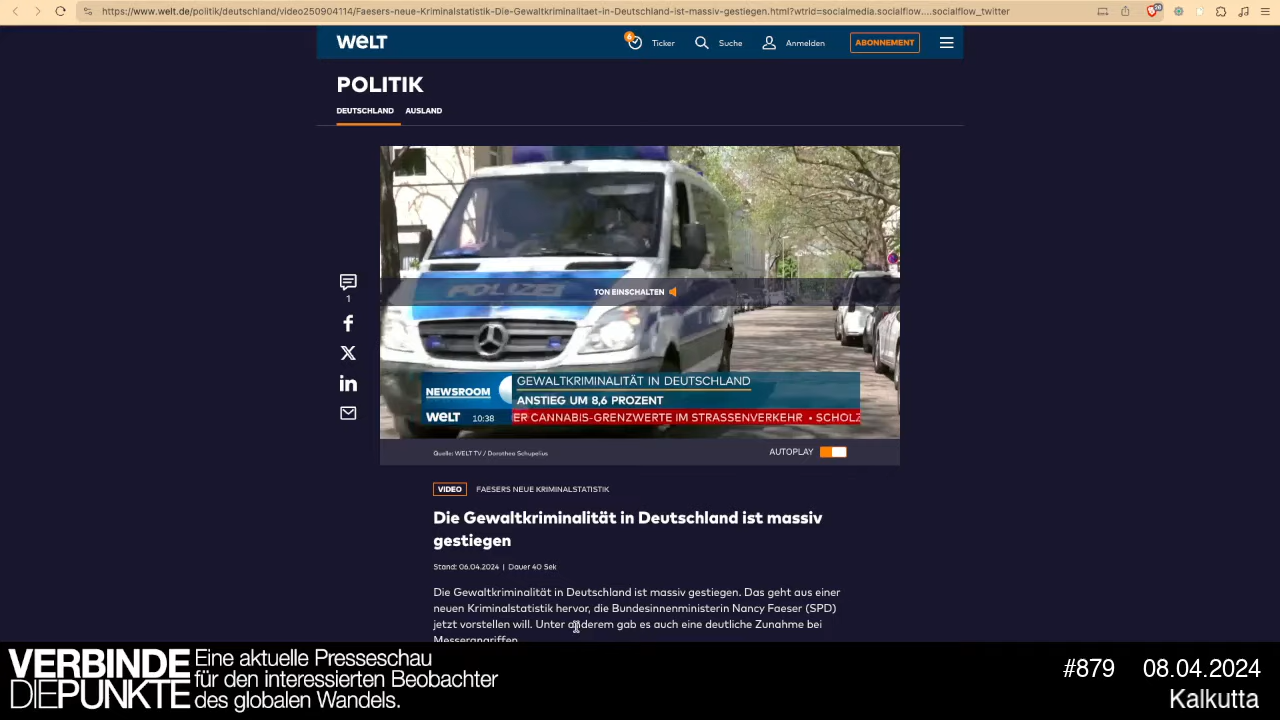 https://www.welt.de/politik/deutschland/video250904114/Faesers-neue-Kriminalstatistik-Die-Gewaltkriminalitaet-in-Deutschland-ist-massiv-gestiegen.html?wtrid=socialmedia.socialflow....socialflow_twitter
WELT
6
Ticker
Suche
Anmelden
ABONNEMENT
POLITIK
DEUTSCHLAND AUSLAND
POLIZEI
TON EINSCHALTEN
1
NEWSROOM
GEWALTKRIMINALITÄT IN DEUTSCHLAND
ANSTIEG UM 8,6 PROZENT
WELT 10:38
ER CANNABIS-GRENZWERTE IM STRASSENVERKEHR • SCHOLZ
Quelle: WELT TV / Dorothea Schupelius
AUTOPLAY
VIDEO FAESERS NEUE KRIMINALSTATISTIK
Die Gewaltkriminalität in Deutschland ist massiv
gestiegen
Stand: 06.04.2024 | Dauer 40 Sek
Die Gewaltkriminalität in Deutschland ist massiv gestiegen. Das geht aus einer
neuen Kriminalstatistik hervor, die Bundesinnenministerin Nancy Faeser (SPD)
jetzt vorstellen will. Unter anderem gab es auch eine deutliche Zunahme bei
Messerangriffen.
VERBINDE
DIEPUNKTE
Eine aktuelle Presseschau
für den interessierten Beobachter
des globalen Wandels.
#879 08.04.2024
Kalkutta